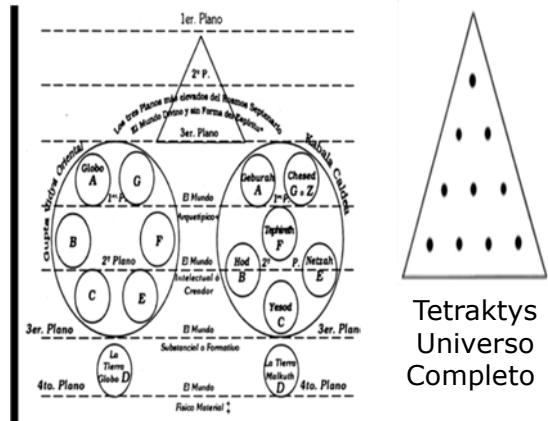 1er. Plano
2º P.
Los tres Planos más elevados del Kosmos Septenario
"El Mundo Divino y sin Forma del Espíritu"
3er. Plano
Gupta Vidya Oriental
Kabala Caldea
Globo
A
G
Geburah
A
Chesed
G + Z
1er. P.
El Mundo
1er. P.
Arquetípico
Tephireth
F
B
F
Hod
B
2º
P.
Netzah
E
2º Plano
El Mundo
Intelectual ó
Creador
C
E
Yesod
C
3er. Plano
El Mundo
3er. Plano
Substancial o Formativo
La
Tierra
Globo D
La Tierra
Malkuth
D
4to. Plano
El Mundo
4to. Plano
Físico Material
Tetraktys
Universo
Completo